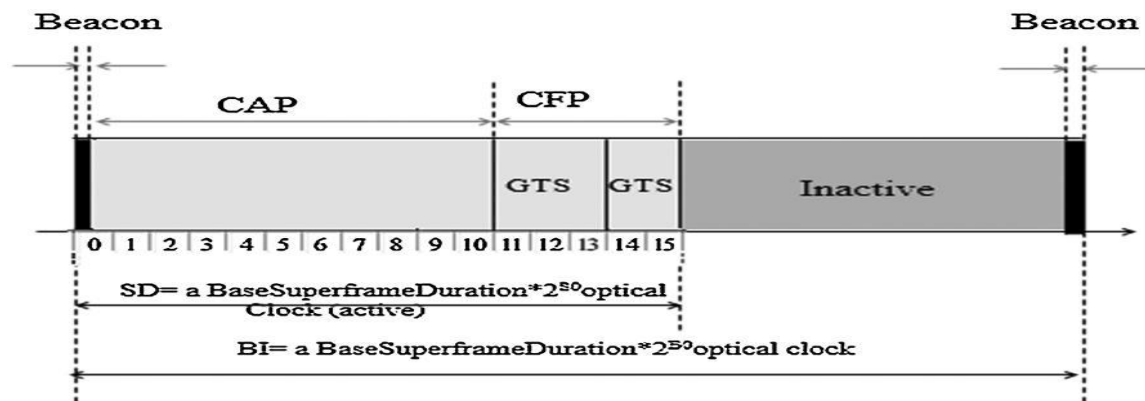 Beacon Beacon
CAP CFP
GTS GTS Inactive
0 1 2 3 4 5 6 7 8 9 10 11 12 13 14 15
SD= a BaseSuperframeDuration*2^SO optical
Clock (active)
BI= a BaseSuperframeDuration*2^BO optical clock